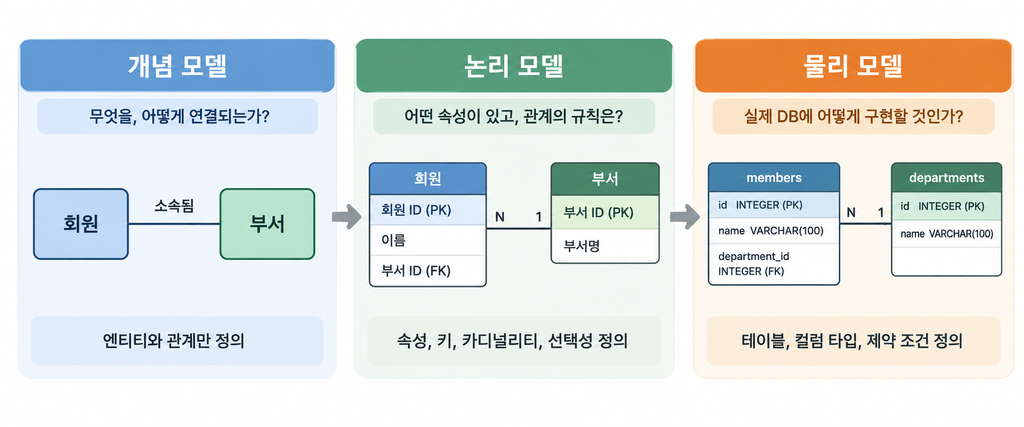 개념 모델
무엇을, 어떻게 연결되는가?
회원
소속됨
부서
엔티티와 관계만 정의
논리 모델
어떤 속성이 있고, 관계의 규칙은?
회원
회원 ID (PK)
이름
부서 ID (FK)
N 1
부서
부서 ID (PK)
부서명
속성, 키, 카디널리티, 선택성 정의
물리 모델
실제 DB에 어떻게 구현할 것인가?
members
id INTEGER (PK)
name VARCHAR(100)
department_id
INTEGER (FK)
N 1
departments
id INTEGER (PK)
name VARCHAR(100)
테이블, 컬럼 타입, 제약 조건 정의